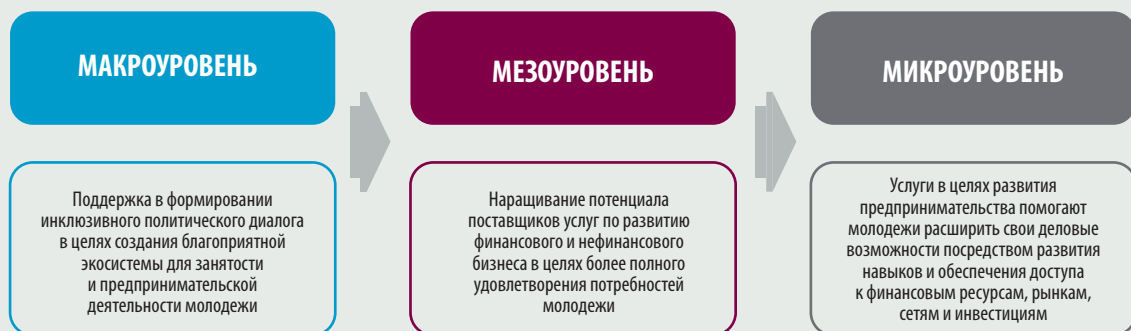 МАКРОУРОВЕНЬ
Поддержка в формировании
инклюзивного политического диалога
в целях создания благоприятной
экосистемы для занятости
и предпринимательской
деятельности молодежи
МЕЗОУРОВЕНЬ
Наращивание потенциала
поставщиков услуг по развитию
финансового и нефинансового
бизнеса в целях более полного
удовлетворения потребностей
молодежи
МИКРОУРОВЕНЬ
Услуги в целях развития
предпринимательства помогают
молодежи расширить свои деловые
возможности посредством развития
навыков и обеспечения доступа
к финансовым ресурсам, рынкам,
сетям и инвестициям